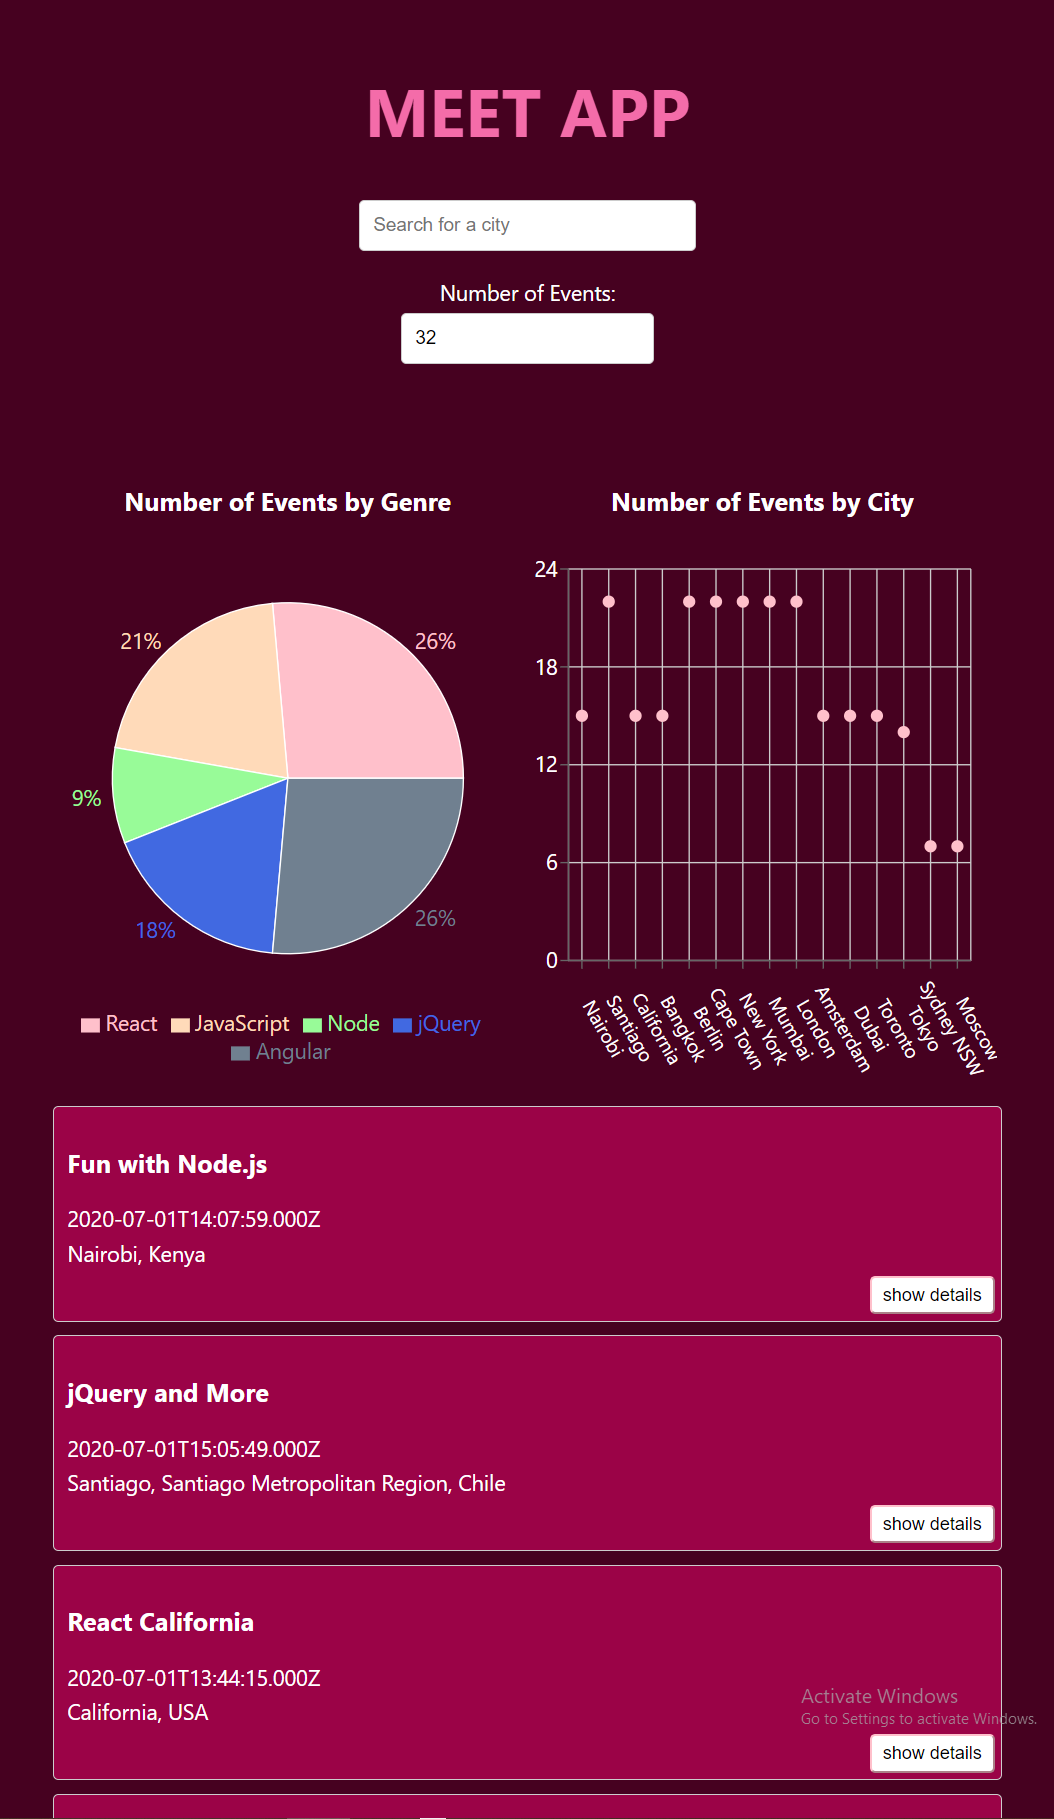 MEET APP
Search for a city
Number of Events:
32
Number of Events by Genre
21%
26%
9%
18%
26%
React JavaScript Node jQuery
Angular
Number of Events by City
24
18
12
6
0
Nairobi
Santiago
California
Bangkok
Berlin
Cape Town
New York
Mumbai
London
Amsterdam
Dubai
Toronto
Tokyo
Sydney NSW
Moscow
Fun with Node.js
2020-07-01T14:07:59.000Z
Nairobi, Kenya
show details
jQuery and More
2020-07-01T15:05:49.000Z
Santiago, Santiago Metropolitan Region, Chile
show details
React California
2020-07-01T13:44:15.000Z
California, USA
Activate Windows
Go to Settings to activate Windows.
show details